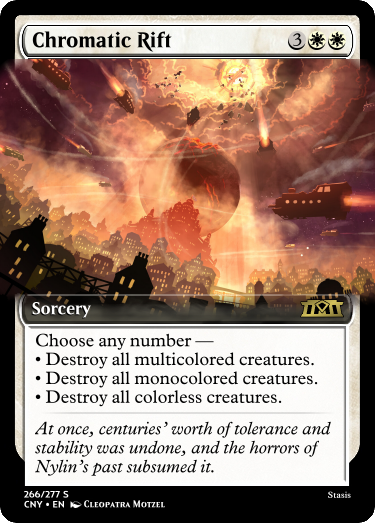 Chromatic Rift 3
Sorcery
Choose any number —
• Destroy all multicolored creatures.
• Destroy all monocolored creatures.
• Destroy all colorless creatures.
At once, centuries' worth of tolerance and
stability was undone, and the horrors of
Nylin's past subsumed it.
266/277 S
Stasis
CNY • EN Cleopatra Motzel